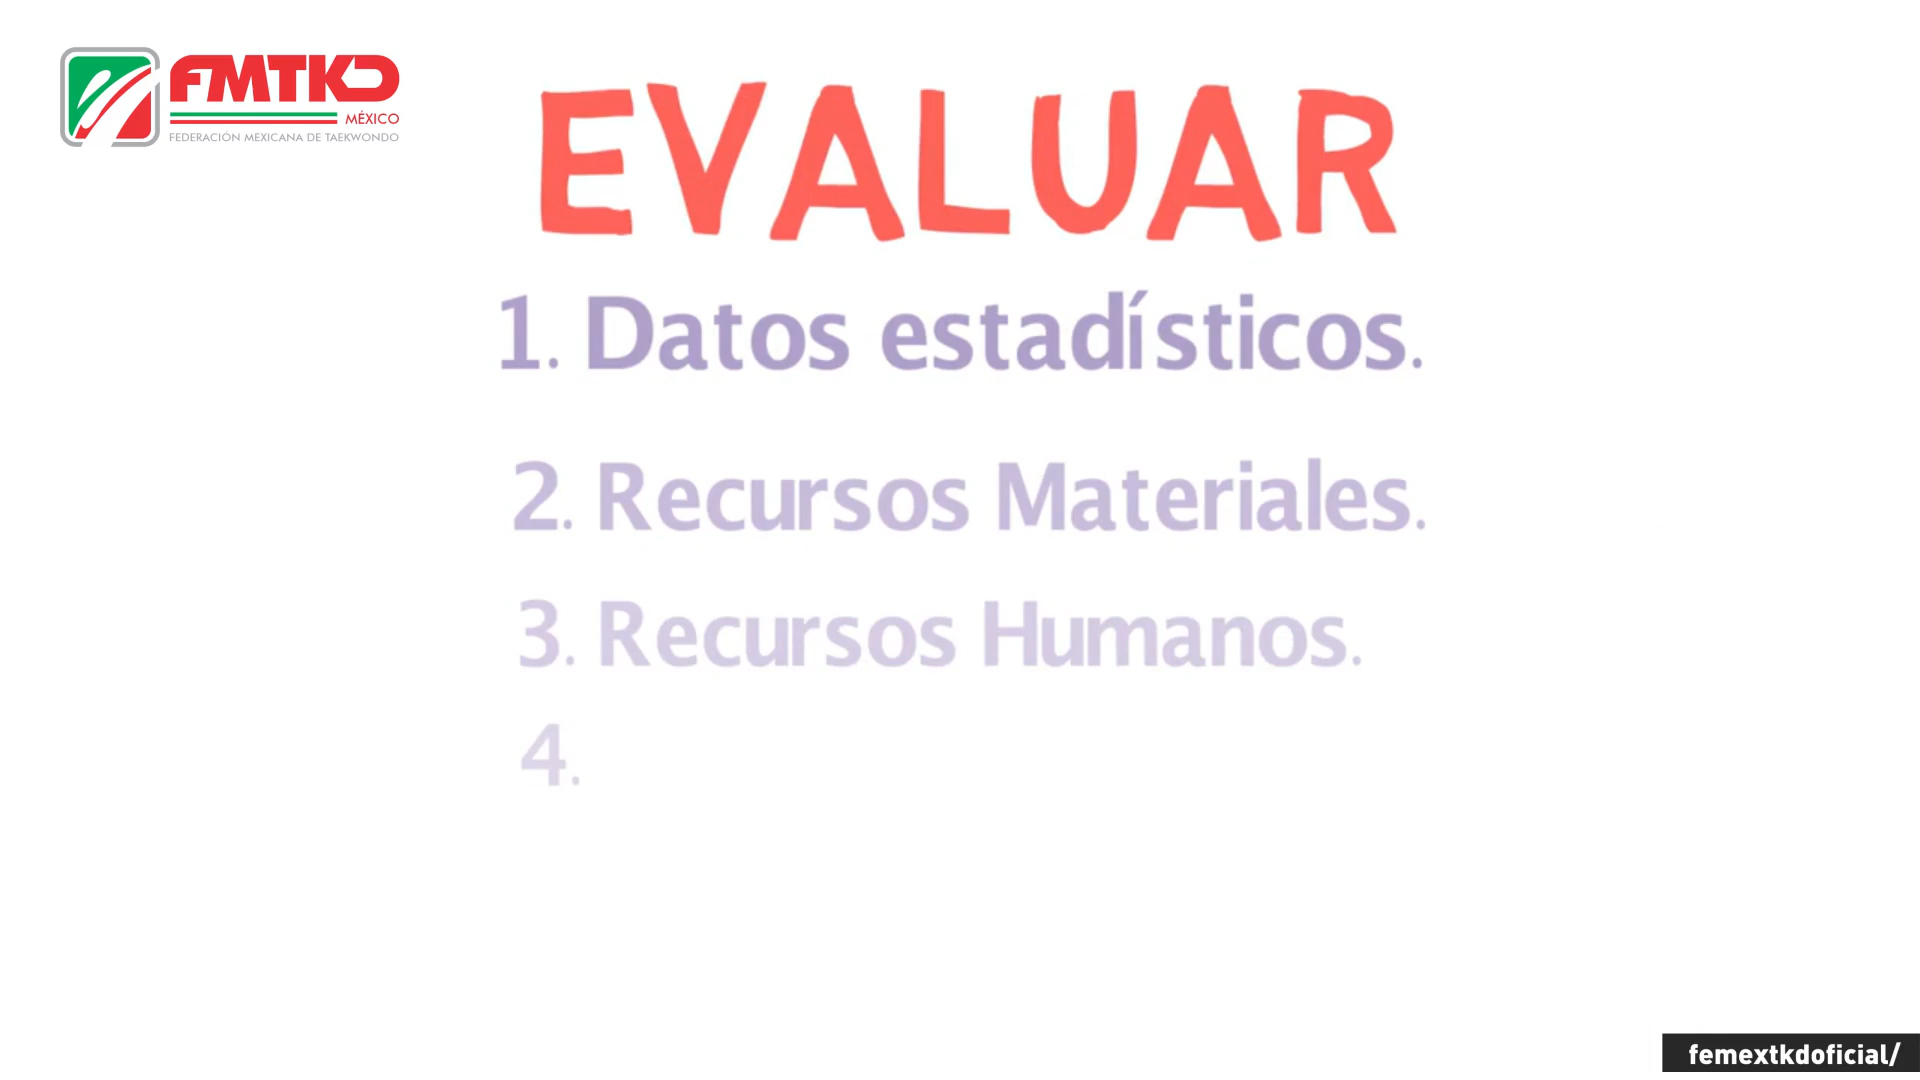 FMTKD
MÉXICO
FEDERACIÓN MEXICANA DE TAEKWONDO
EVALUAR
1. Datos estadísticos.
2. Recursos Materiales.
3. Recursos Humanos.
4.
femextkdoficial/